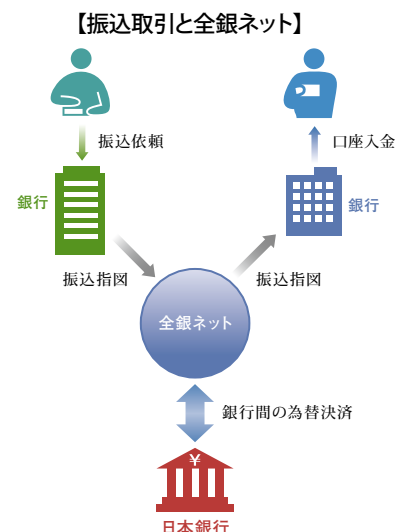 【振込取引と全銀ネット】
振込依頼
口座入金
銀行
銀行
振込指図
振込指図
全銀ネット
銀行間の為替決済
¥
日本銀行